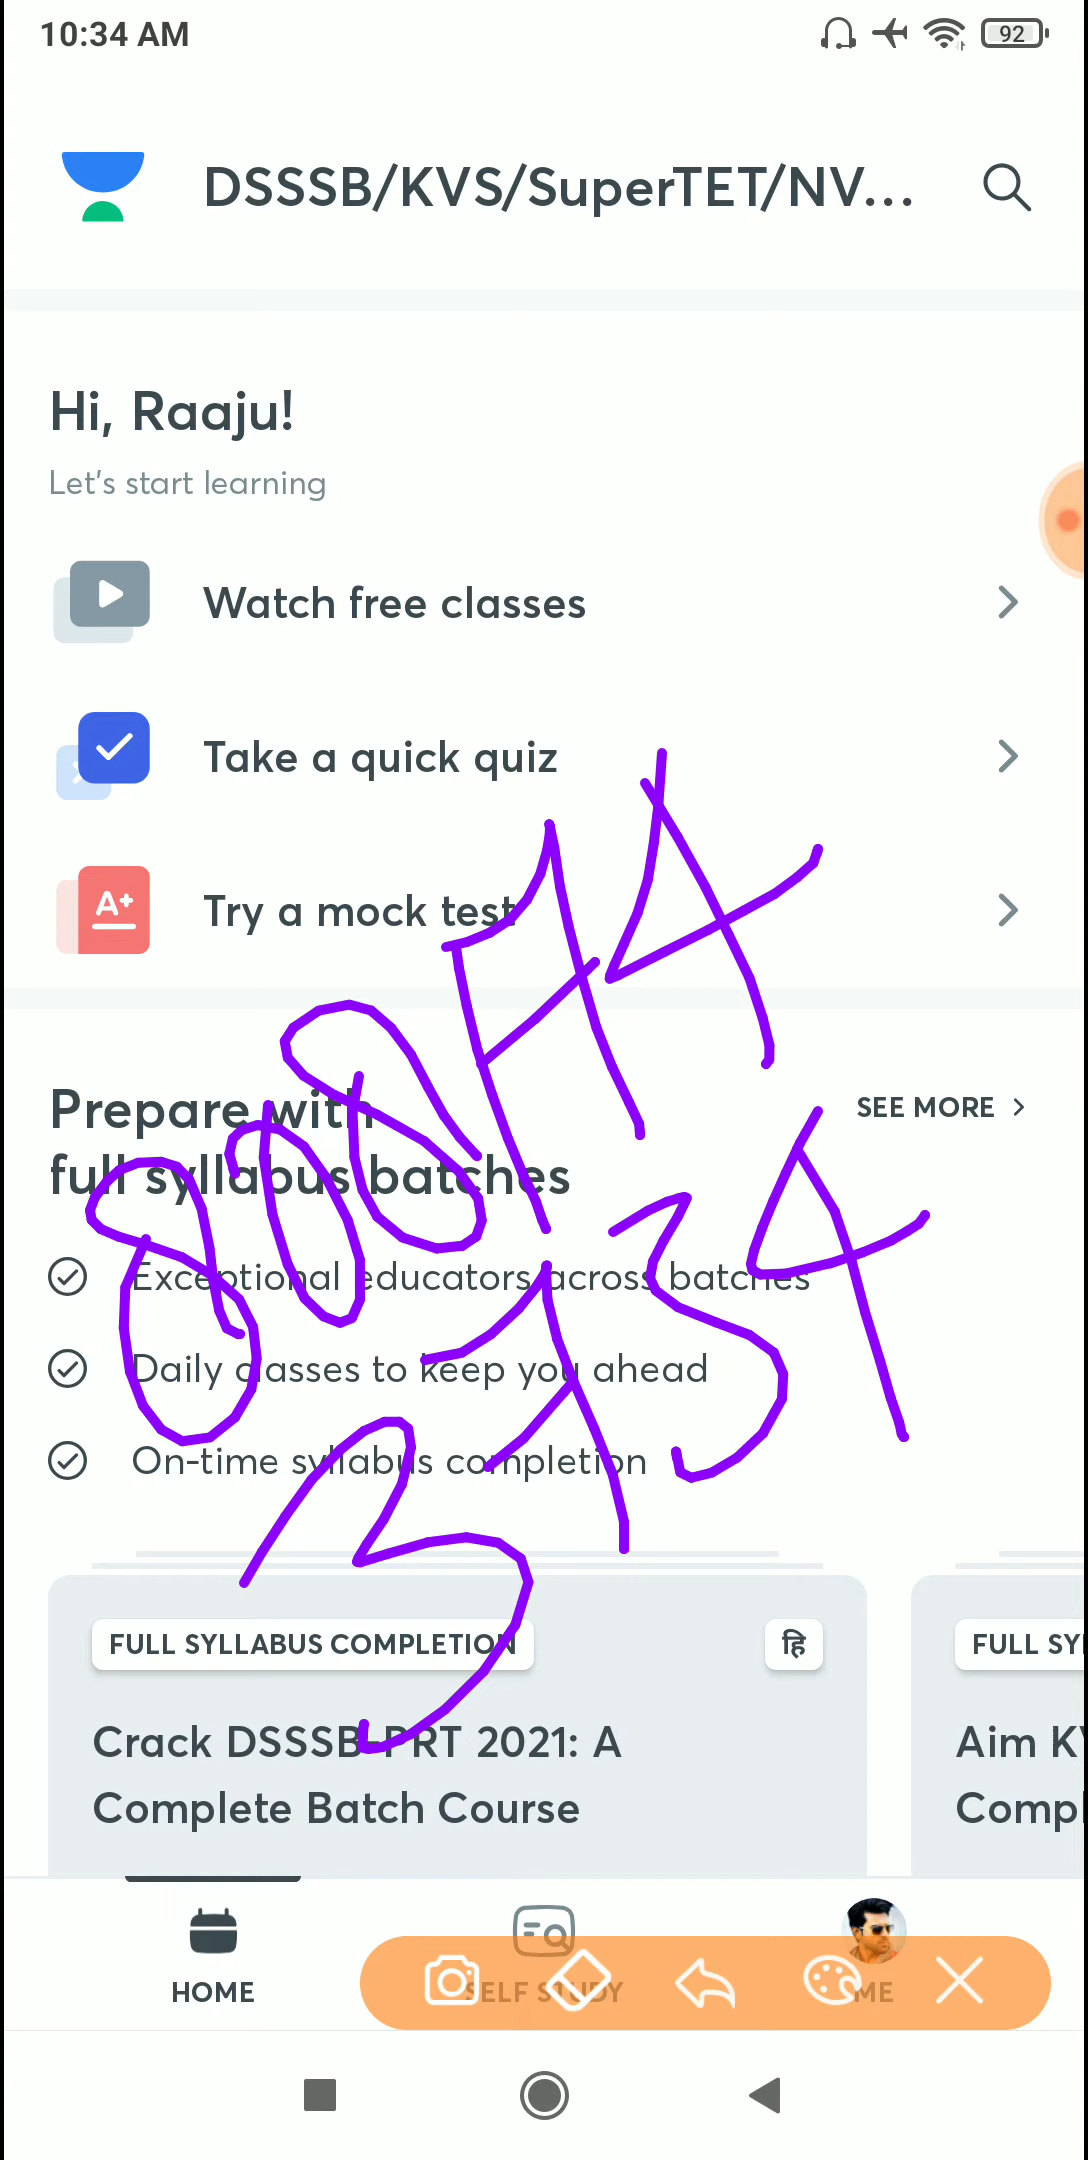 10:34 AM
92
DSSSB/KVS/SuperTET/NV...
Hi, Raaju!
Let's start learning
Watch free classes
Take a quick quiz
Try a mock test
A+
Prepare with
full syllabus batches
SEE MORE
Exceptional educators across batches
Daily classes to keep you ahead
On-time syllabus completion
FULL SYLLABUS COMPLETION
हि
FULL SY
Crack DSSSB-PRT 2021: A
Complete Batch Course
Aim K
Comp
HOME
SELF STUDY
ME